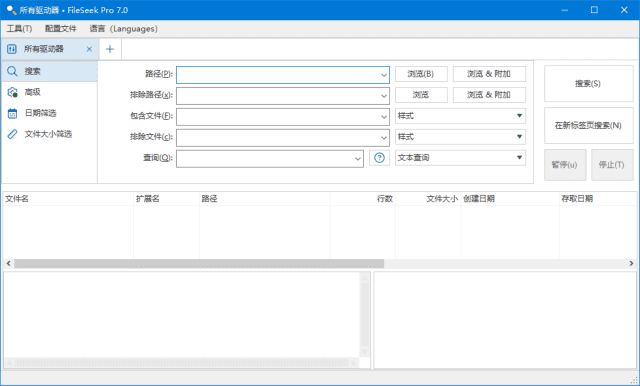 所有驱动器 • FileSeek Pro 7.0
工具(T) 配置文件 语言（Languages）
所有驱动器 × +
搜索
高级
日期筛选
文件大小筛选
路径(P): 浏览(B) 浏览 & 附加
排除路径(x): 浏览 浏览 & 附加
包含文件(F): 样式
排除文件(c): 样式
查询(Q): ? 文本查询
搜索(S)
在新标签页搜索(N)
暂停(u) 停止(T)
文件名 扩展名 路径 行数 文件大小 创建日期 存取日期